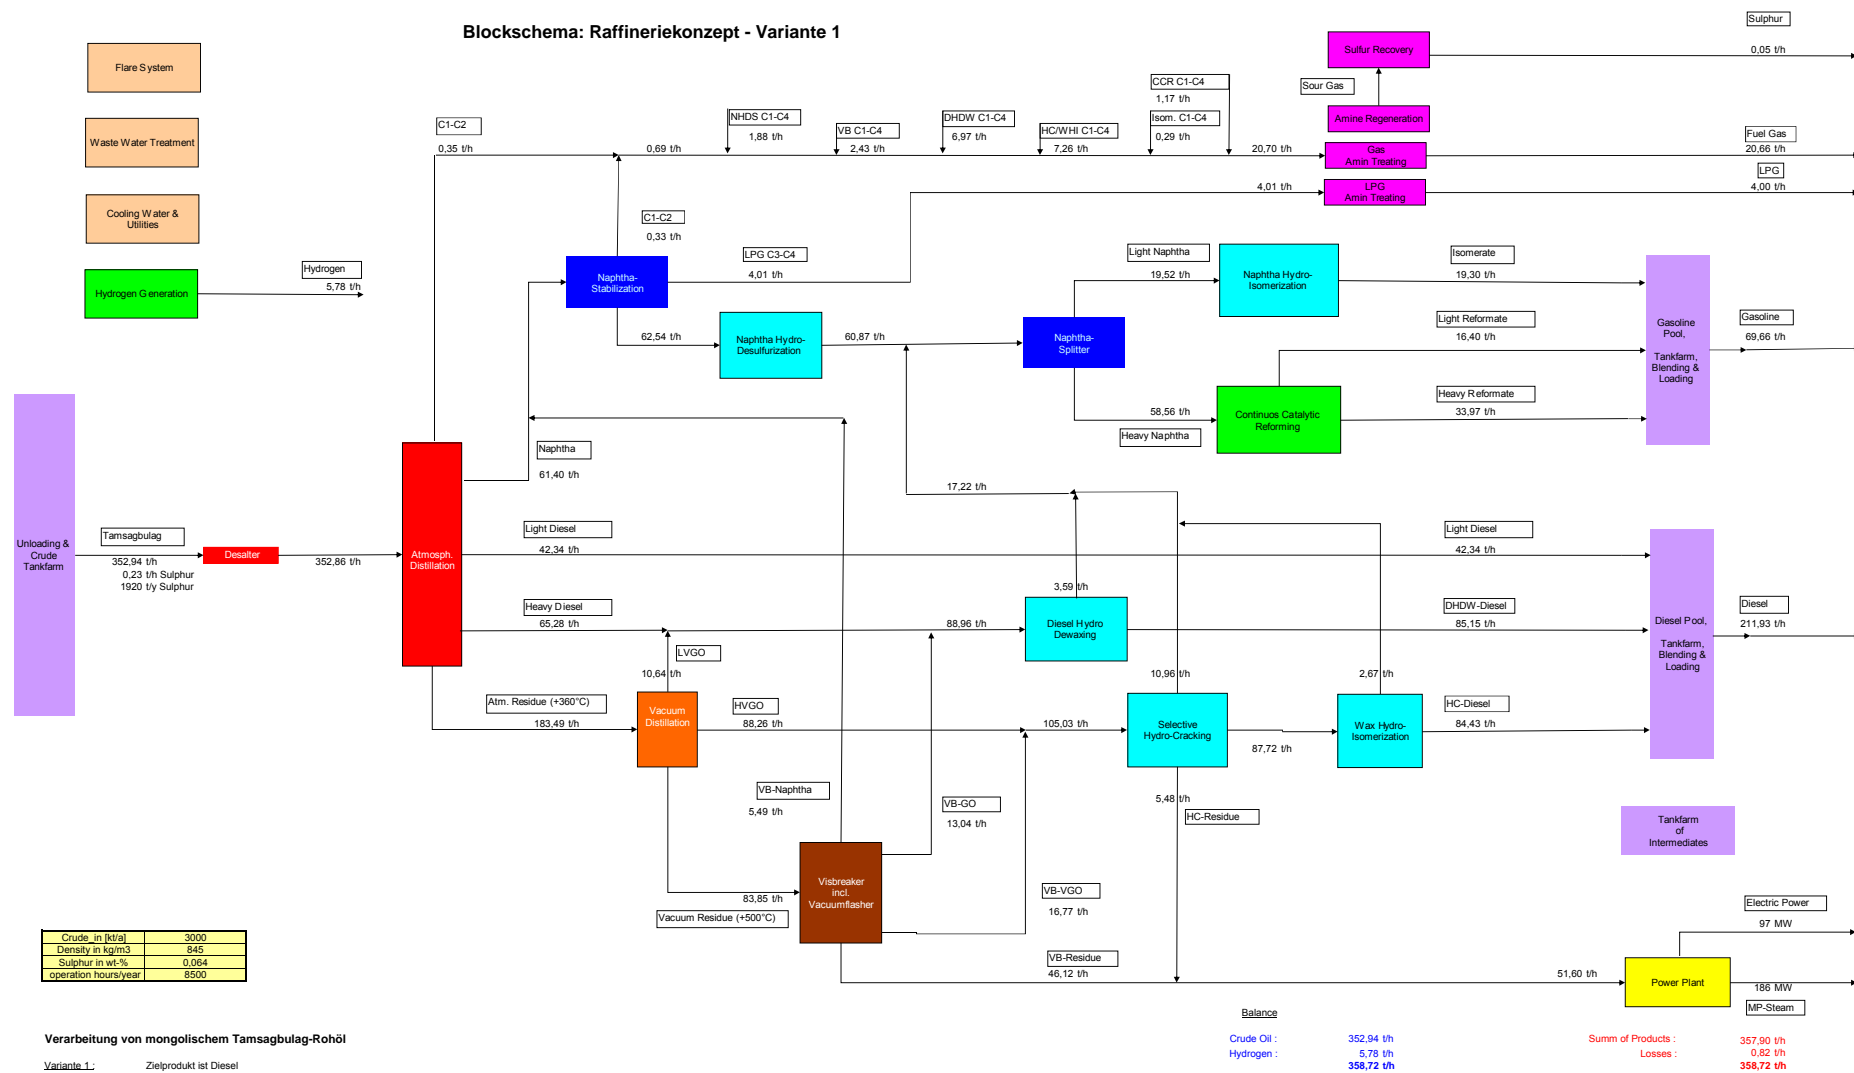 Blockschema: Raffineriekonzept - Variante 1
Sulphur
0,05 t/h
Sulfur Recovery
Sour Gas
Amine Regeneration
Flare System
Waste Water Treatment
Cooling Water &
Utilities
Hydrogen Generation
Hydrogen
5,78 t/h
C1-C2
0,35 t/h
0,69 t/h
NHDS C1-C4
1,88 t/h
VB C1-C4
2,43 t/h
DHDW C1-C4
6,97 t/h
HC/WHI C1-C4
7,26 t/h
CCR C1-C4
1,17 t/h
Isom. C1-C4
0,29 t/h
20,70 t/h
Gas
Amin Treating
Fuel Gas
20,66 t/h
4,01 t/h
LPG
Amin Treating
LPG
4,00 t/h
C1-C2
0,33 t/h
Naphtha-
Stabilization
LPG C3-C4
4,01 t/h
62,54 t/h
Naphtha Hydro-
Desulfurization
60,87 t/h
Naphtha-
Splitter
Light Naphtha
19,52 t/h
Naphtha Hydro-
Isomerization
Isomerate
19,30 t/h
Light Reformate
16,40 t/h
Heavy Reformate
33,97 t/h
58,56 t/h
Heavy Naphtha
Continuos Catalytic
Reforming
Gasoline
Pool,
Tankfarm,
Blending &
Loading
Gasoline
69,66 t/h
Unloading &
Crude
Tankfarm
Tamsagbulag
352,94 t/h
0,23 t/h Sulphur
1920 t/y Sulphur
Desalter
352,86 t/h
Atmosph.
Distillation
Naphtha
61,40 t/h
17,22 t/h
Light Diesel
42,34 t/h
Light Diesel
42,34 t/h
Heavy Diesel
65,28 t/h
88,96 t/h
3,59 t/h
Diesel Hydro
Dewaxing
DHDW-Diesel
85,15 t/h
Diesel Pool,
Tankfarm,
Blending &
Loading
Diesel
211,93 t/h
LVGO
10,64 t/h
Atm. Residue (+360°C)
183,49 t/h
Vacuum
Distillation
HVGO
88,26 t/h
105,03 t/h
10,96 t/h
Selective
Hydro-Cracking
87,72 t/h
2,67 t/h
Wax Hydro-
Isomerization
HC-Diesel
84,43 t/h
VB-Naphtha
5,49 t/h
VB-GO
13,04 t/h
5,48 t/h
HC-Residue
Tankfarm
of
Intermediates
83,85 t/h
Vacuum Residue (+500°C)
Visbreaker
incl.
Vacuumflasher
VB-VGO
16,77 t/h
VB-Residue
46,12 t/h
51,60 t/h
Power Plant
Electric Power
97 MW
186 MW
MP-Steam
Crude_in [kt/a] 3000
Density in kg/m3 845
Sulphur in wt-% 0,064
operation hours/year 8500
Verarbeitung von mongolischem Tamsagbulag-Rohöl
Variante 1 : Zielprodukt ist Diesel
Balance
Crude Oil : 352,94 t/h
Hydrogen : 5,78 t/h
358,72 t/h
Summ of Products : 357,90 t/h
Losses : 0,82 t/h
358,72 t/h